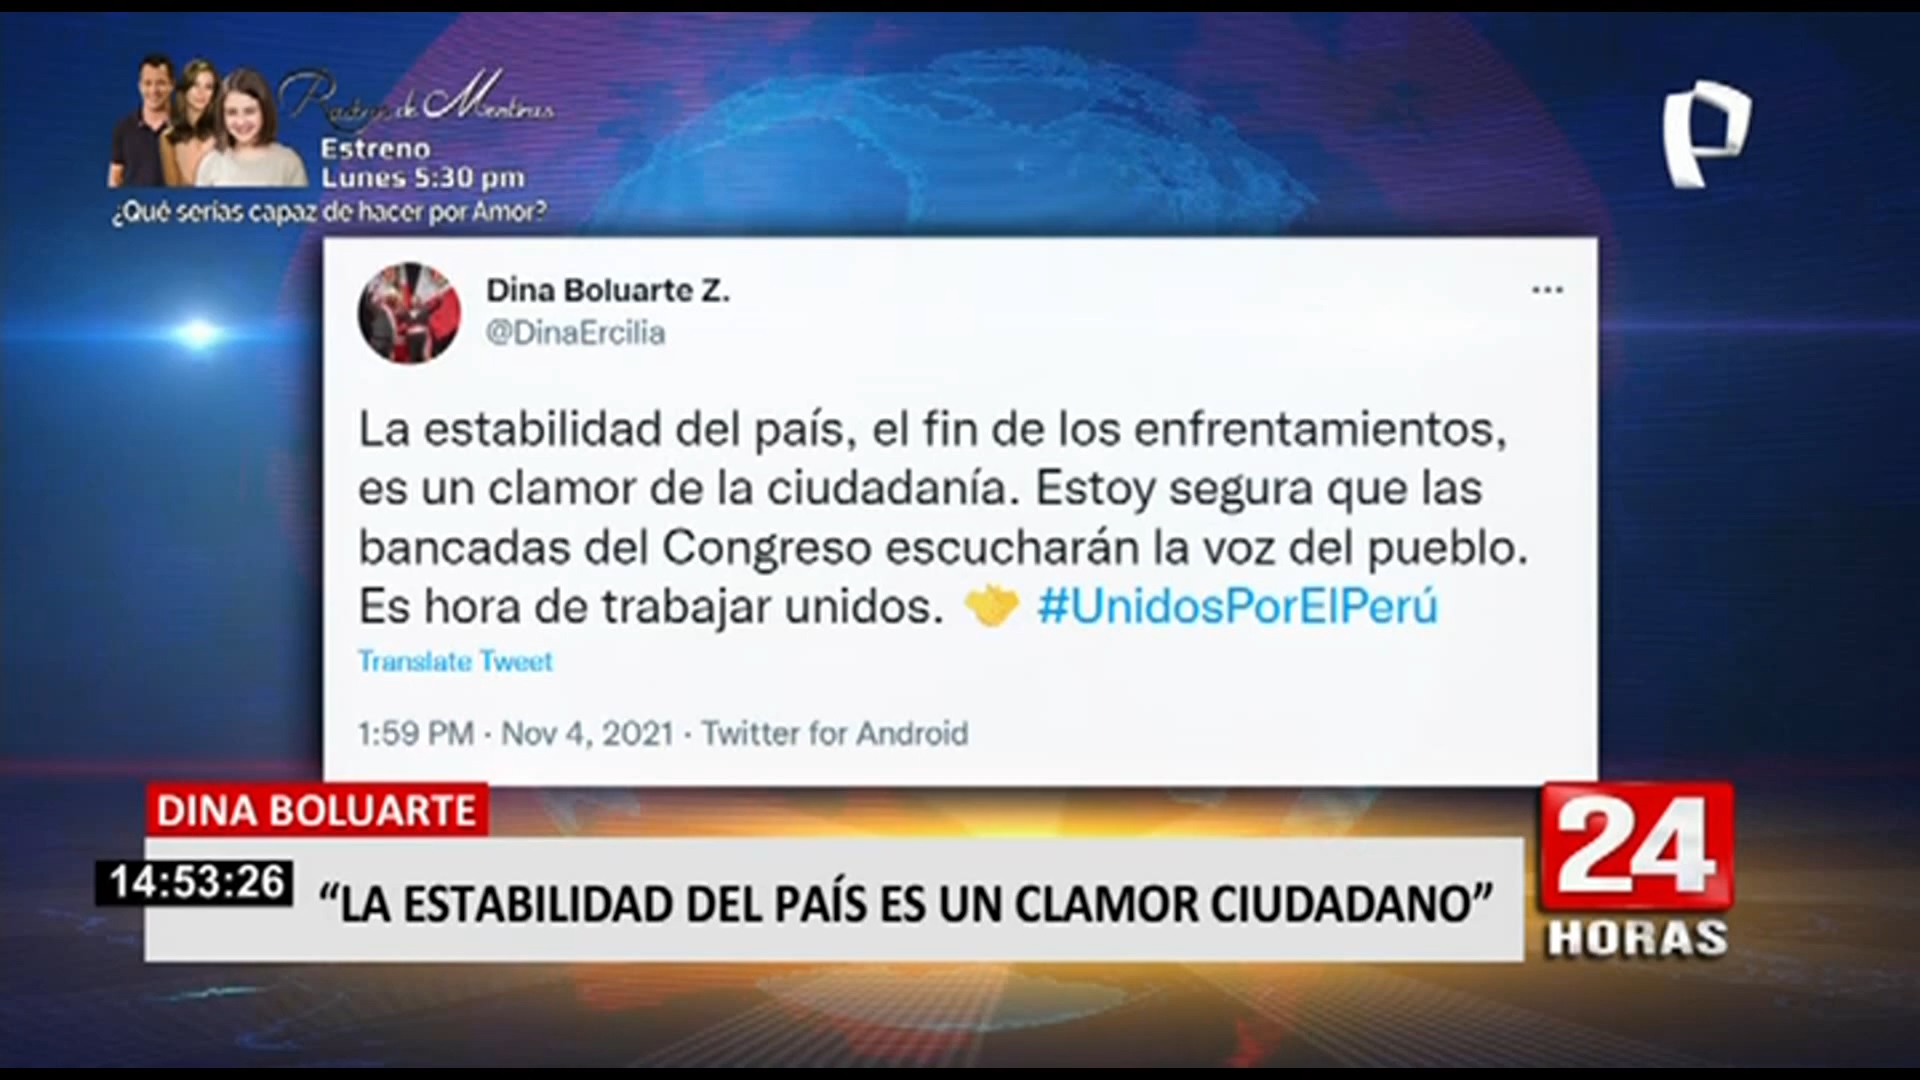 Radiografía de Mentiras
Estreno
Lunes 5:30 pm
¿Qué serías capaz de hacer por Amor?
Dina Boluarte Z.
@DinaErcilia
La estabilidad del país, el fin de los enfrentamientos,
es un clamor de la ciudadanía. Estoy segura que las
bancadas del Congreso escucharán la voz del pueblo.
Es hora de trabajar unidos. 🤝 #UnidosPorElPerú
Translate Tweet
1:59 PM · Nov 4, 2021 · Twitter for Android
DINA BOLUARTE
14:53:26
“LA ESTABILIDAD DEL PAÍS ES UN CLAMOR CIUDADANO”
24
HORAS